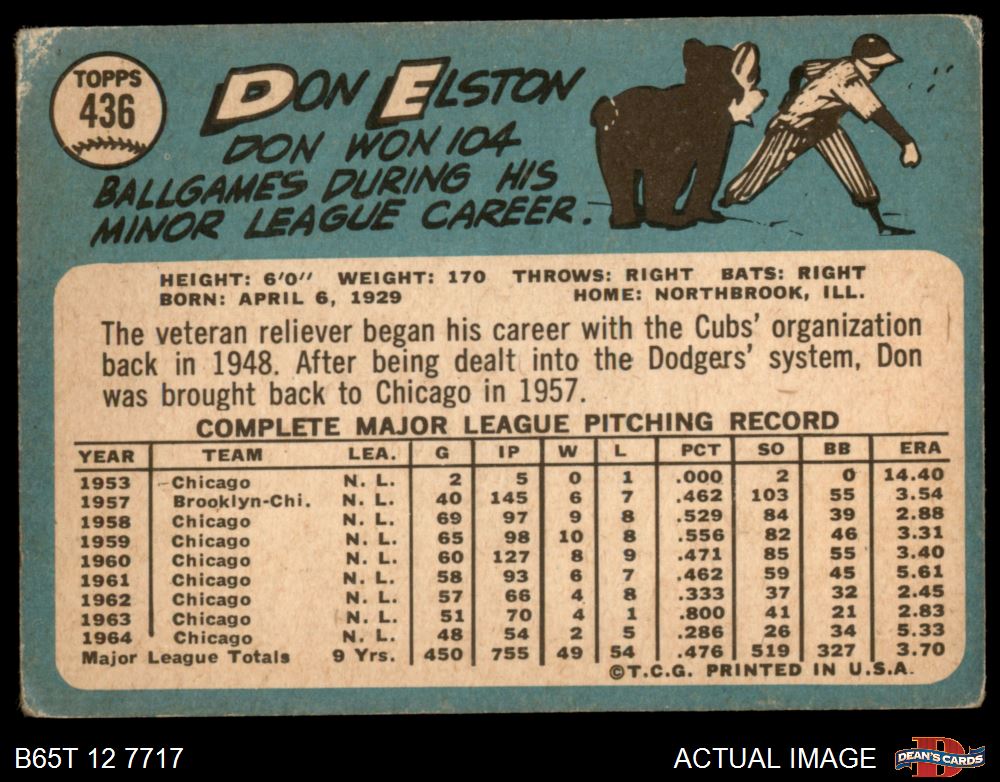 TOPPS
436
DON ELSTON
DON WON 104
BALLGAMES DURING HIS
MINOR LEAGUE CAREER.
HEIGHT: 6'0" WEIGHT: 170 THROWS: RIGHT BATS: RIGHT
BORN: APRIL 6, 1929 HOME: NORTHBROOK, ILL.
The veteran reliever began his career with the Cubs' organization
back in 1948. After being dealt into the Dodgers' system, Don
was brought back to Chicago in 1957.
COMPLETE MAJOR LEAGUE PITCHING RECORD
YEAR TEAM LEA. G IP W L PCT SO BB ERA
1953 Chicago N. L. 2 5 0 1 .000 2 0 14.40
1957 Brooklyn-Chi. N. L. 40 145 6 7 .462 103 55 3.54
1958 Chicago N. L. 69 97 9 8 .529 84 39 2.88
1959 Chicago N. L. 65 98 10 8 .556 82 46 3.31
1960 Chicago N. L. 60 127 8 9 .471 85 55 3.40
1961 Chicago N. L. 58 93 6 7 .462 59 45 5.61
1962 Chicago N. L. 57 66 4 8 .333 37 32 2.45
1963 Chicago N. L. 51 70 4 1 .800 41 21 2.83
1964 Chicago N. L. 48 54 2 5 .286 26 34 5.33
Major League Totals 9 Yrs. 450 755 49 54 .476 519 327 3.70
©T.C.G. PRINTED IN U.S.A.
B65T 12 7717 ACTUAL IMAGE
DEAN'S CARDS